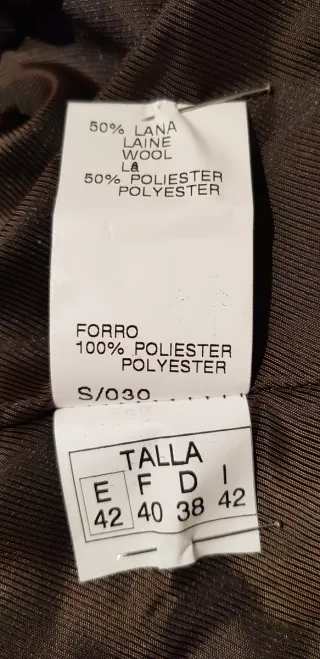 50% LANA
LAINE
WOOL
Lã
50% POLIESTER
POLYESTER
FORRO
100% POLIESTER
POLYESTER
S/030
TALLA
E F D I
42 40 38 42